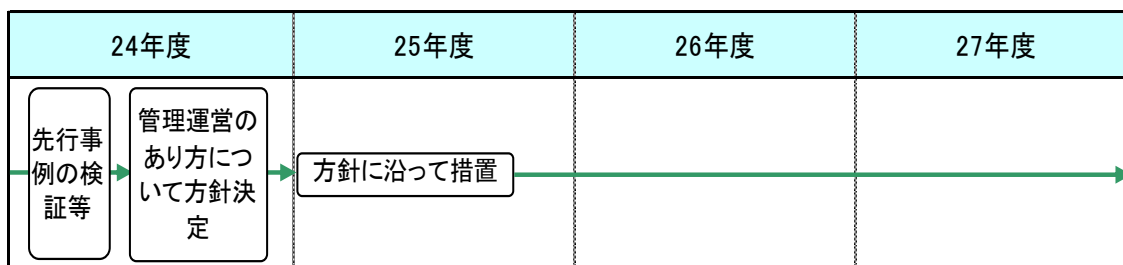 24年度
25年度
26年度
27年度
先行事
例の検
証等
管理運営の
あり方につ
いて方針決
定
方針に沿って措置